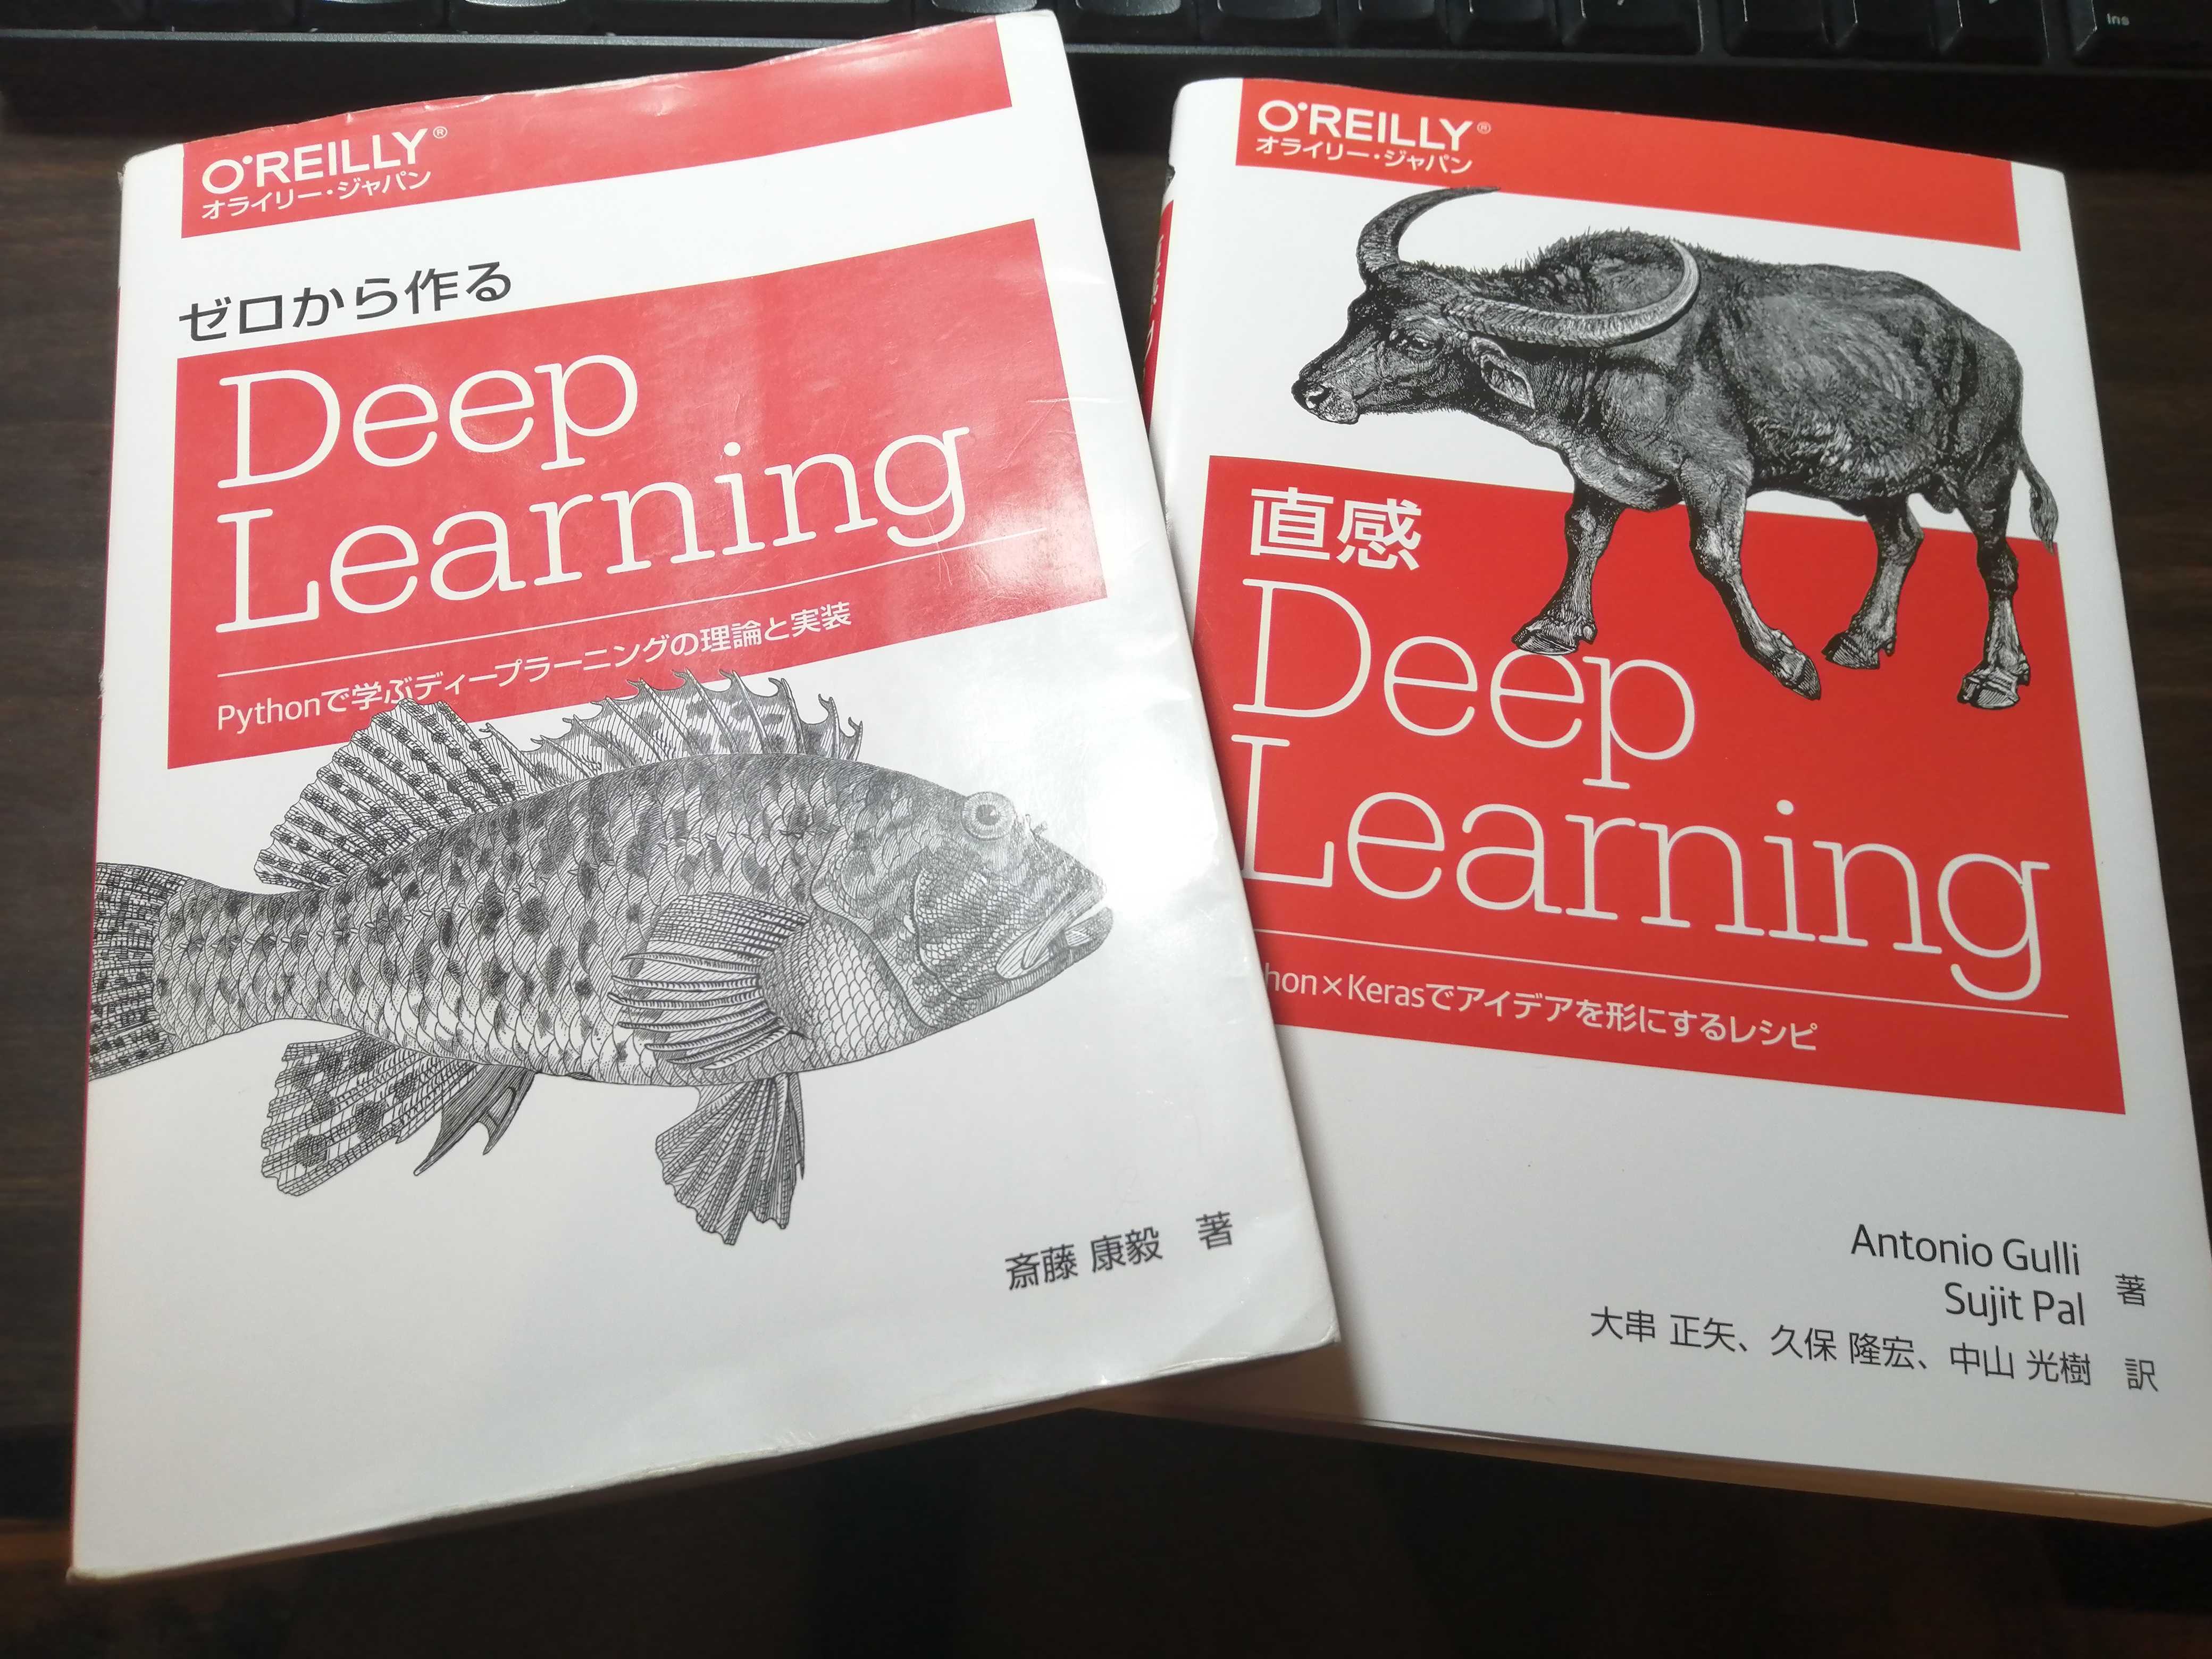 O'REILLY®
オライリー・ジャパン
ゼロから作る
Deep
Learning
Pythonで学ぶディープラーニングの理論と実装
斎藤 康毅 著
O'REILLY®
オライリー・ジャパン
直感
Deep
Learning
hon×Kerasでアイデアを形にするレシピ
Antonio Gulli
Sujit Pal
著
大串 正矢、久保 隆宏、中山 光樹 訳
Ins